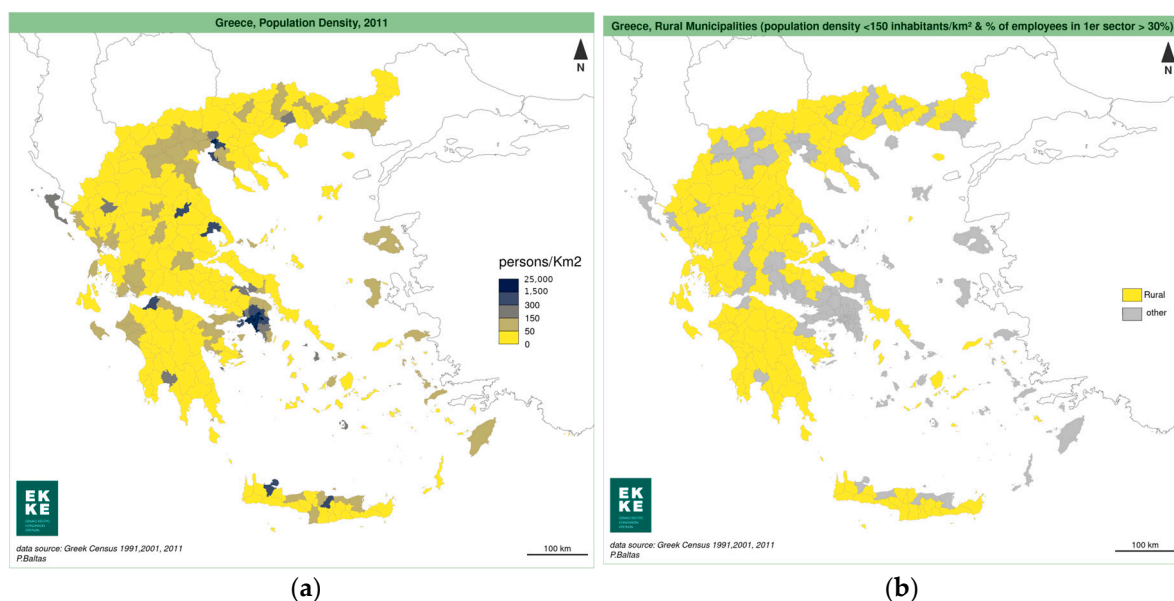 Greece, Population Density, 2011
N
persons/Km2
25,000
1,500
300
150
50
0
EK
KE
data source: Greek Census 1991,2001, 2011
P.Baltas
100 km
(a)
Greece, Rural Municipalities (population density <150 inhabitants/km² & % of employees in 1er sector > 30%)
N
Rural
other
EK
KE
data source: Greek Census 1991,2001, 2011
P.Baltas
100 km
(b)